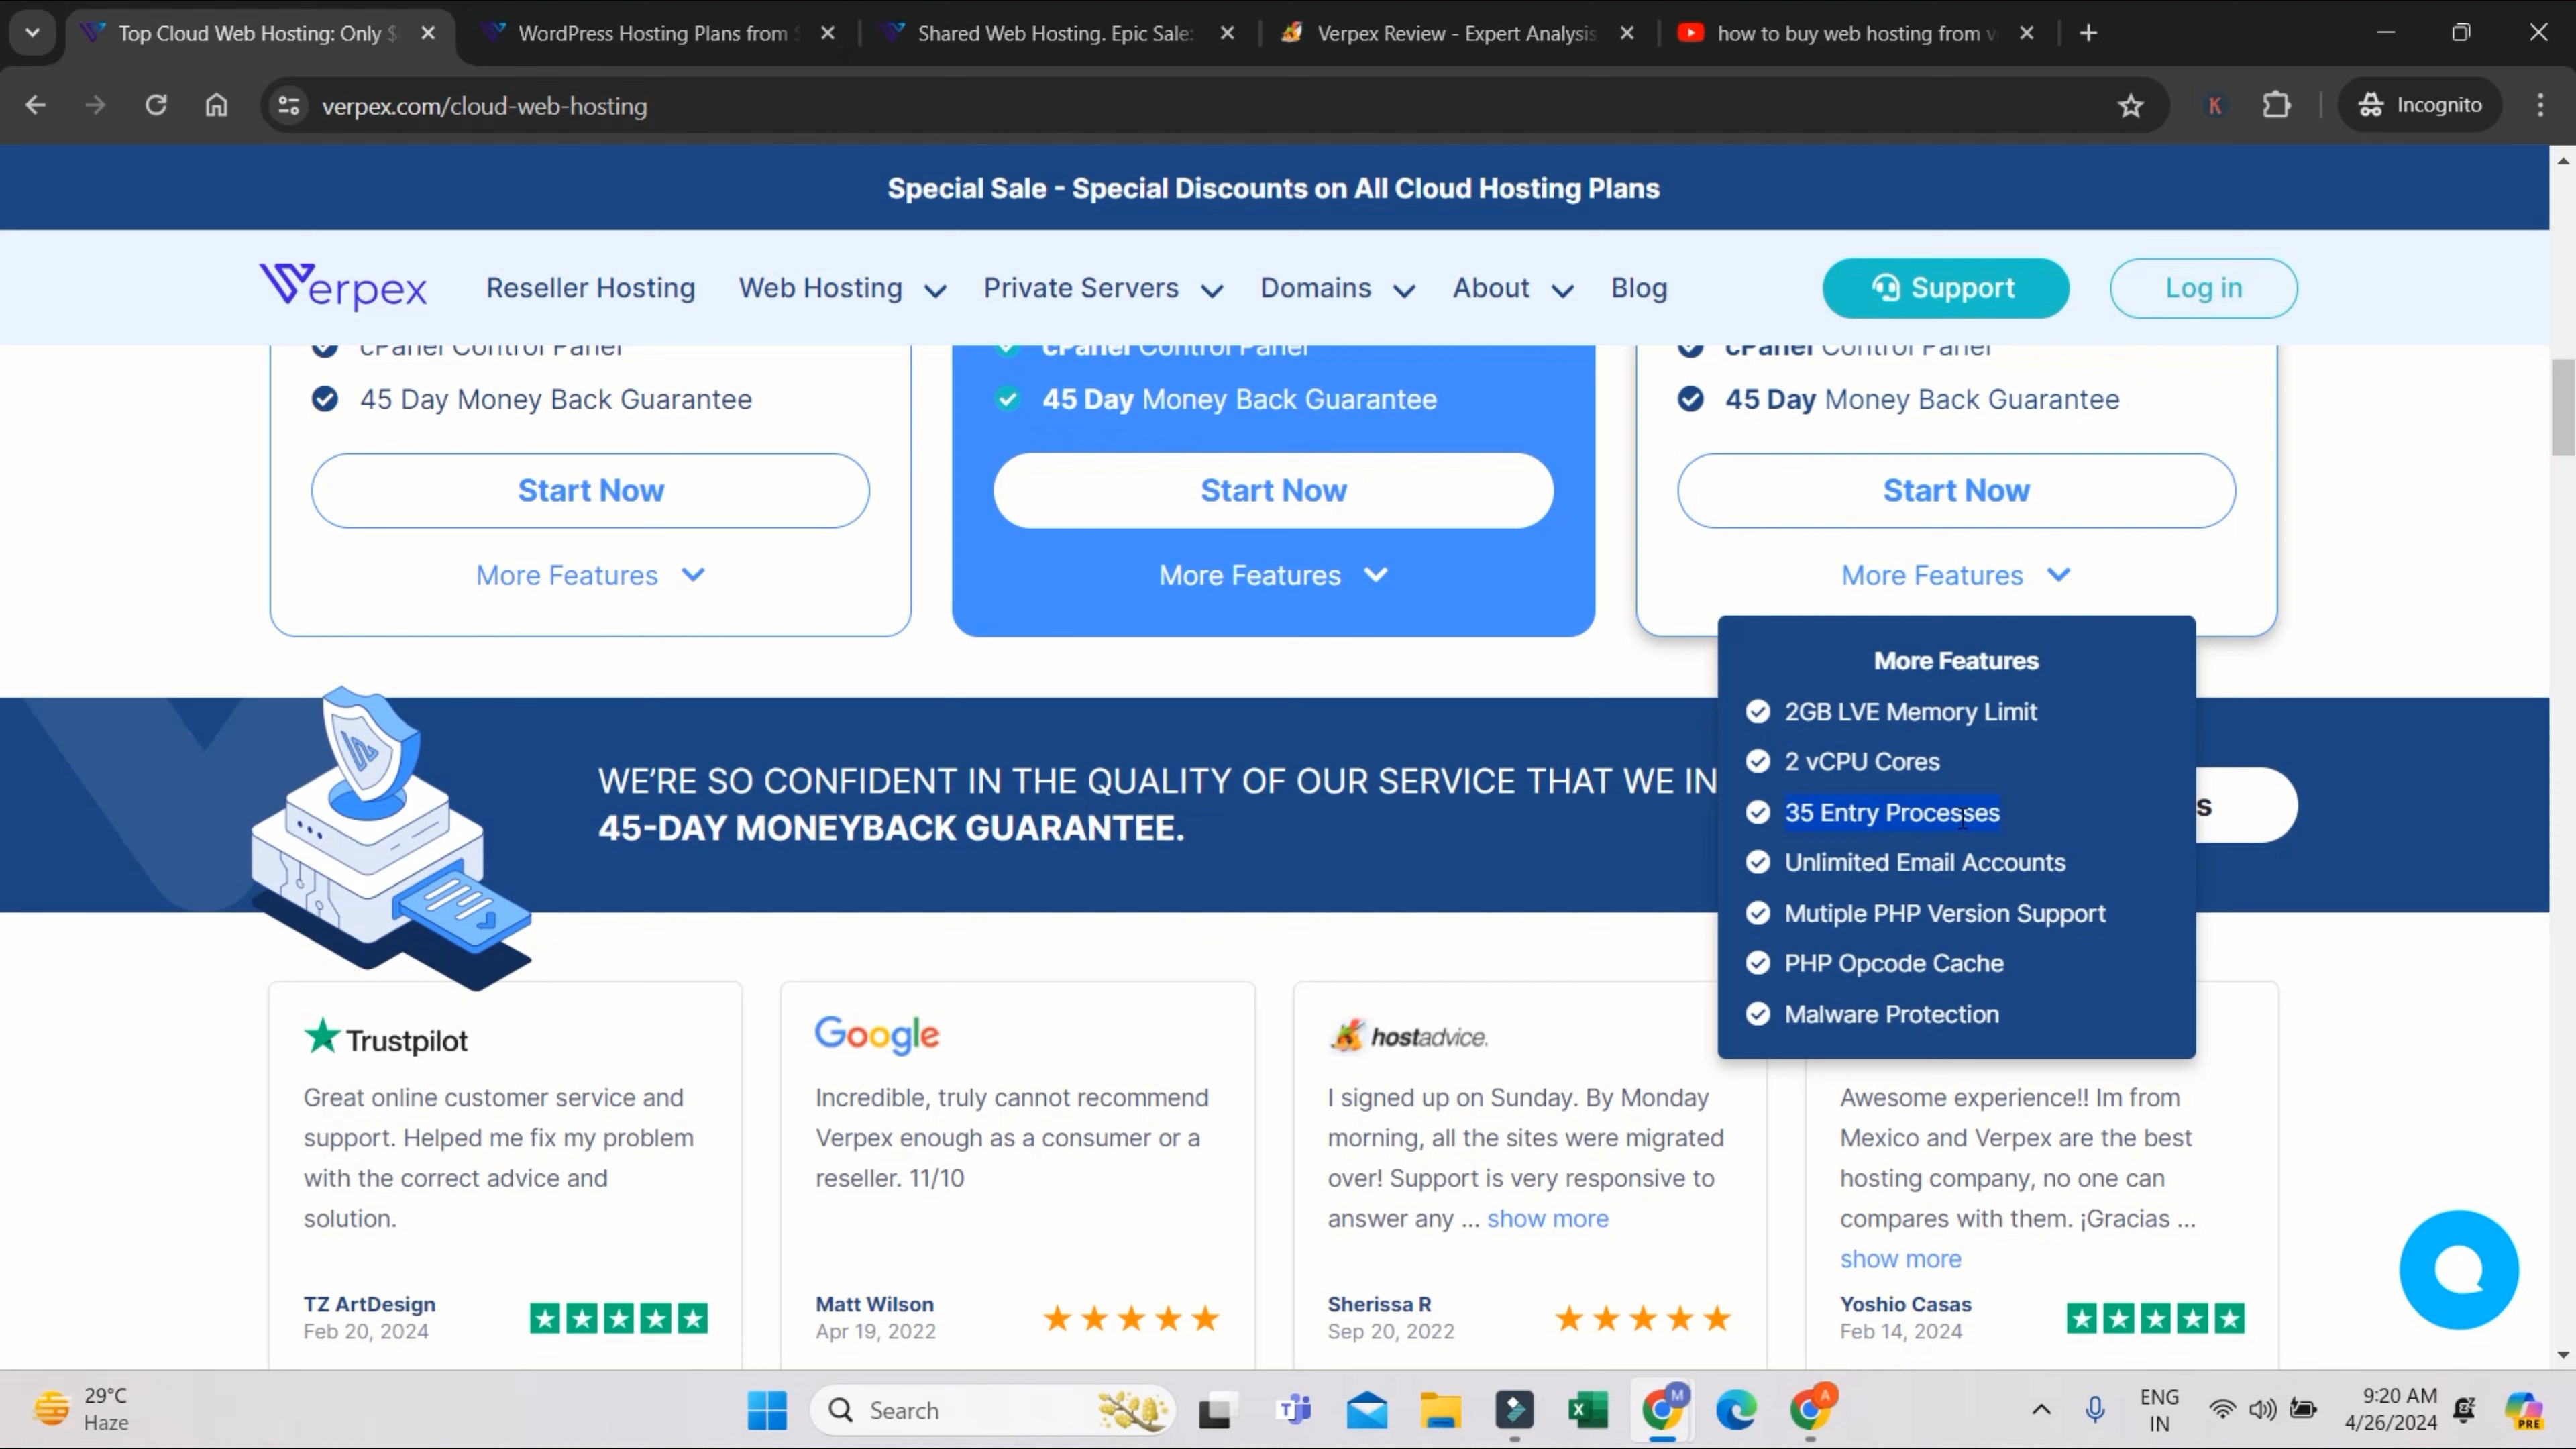 Top Cloud Web Hosting: Only $
WordPress Hosting Plans from $
Shared Web Hosting. Epic Sale:
Verpex Review - Expert Analysis
how to buy web hosting from v
verpex.com/cloud-web-hosting
K
Incognito
Special Sale - Special Discounts on All Cloud Hosting Plans
Verpex
Reseller Hosting
Web Hosting
Private Servers
Domains
About
Blog
Support
Log in
cPanel Control Panel
cPanel Control Panel
cPanel Control Panel
45 Day Money Back Guarantee
45 Day Money Back Guarantee
45 Day Money Back Guarantee
Start Now
Start Now
Start Now
More Features
More Features
More Features
More Features
2GB LVE Memory Limit
2 vCPU Cores
35 Entry Processes
Unlimited Email Accounts
Mutiple PHP Version Support
PHP Opcode Cache
Malware Protection
WE'RE SO CONFIDENT IN THE QUALITY OF OUR SERVICE THAT WE IN
45-DAY MONEYBACK GUARANTEE.
s
Trustpilot
Great online customer service and
support. Helped me fix my problem
with the correct advice and
solution.
TZ ArtDesign
Feb 20, 2024
Google
Incredible, truly cannot recommend
Verpex enough as a consumer or a
reseller. 11/10
Matt Wilson
Apr 19, 2022
hostadvice.
I signed up on Sunday. By Monday
morning, all the sites were migrated
over! Support is very responsive to
answer any ... show more
Sherissa R
Sep 20, 2022
Awesome experience!! Im from
Mexico and Verpex are the best
hosting company, no one can
compares with them. ¡Gracias ...
show more
Yoshio Casas
Feb 14, 2024
29°C
Haze
Search
M
A
ENG
IN
9:20 AM
4/26/2024
PRE